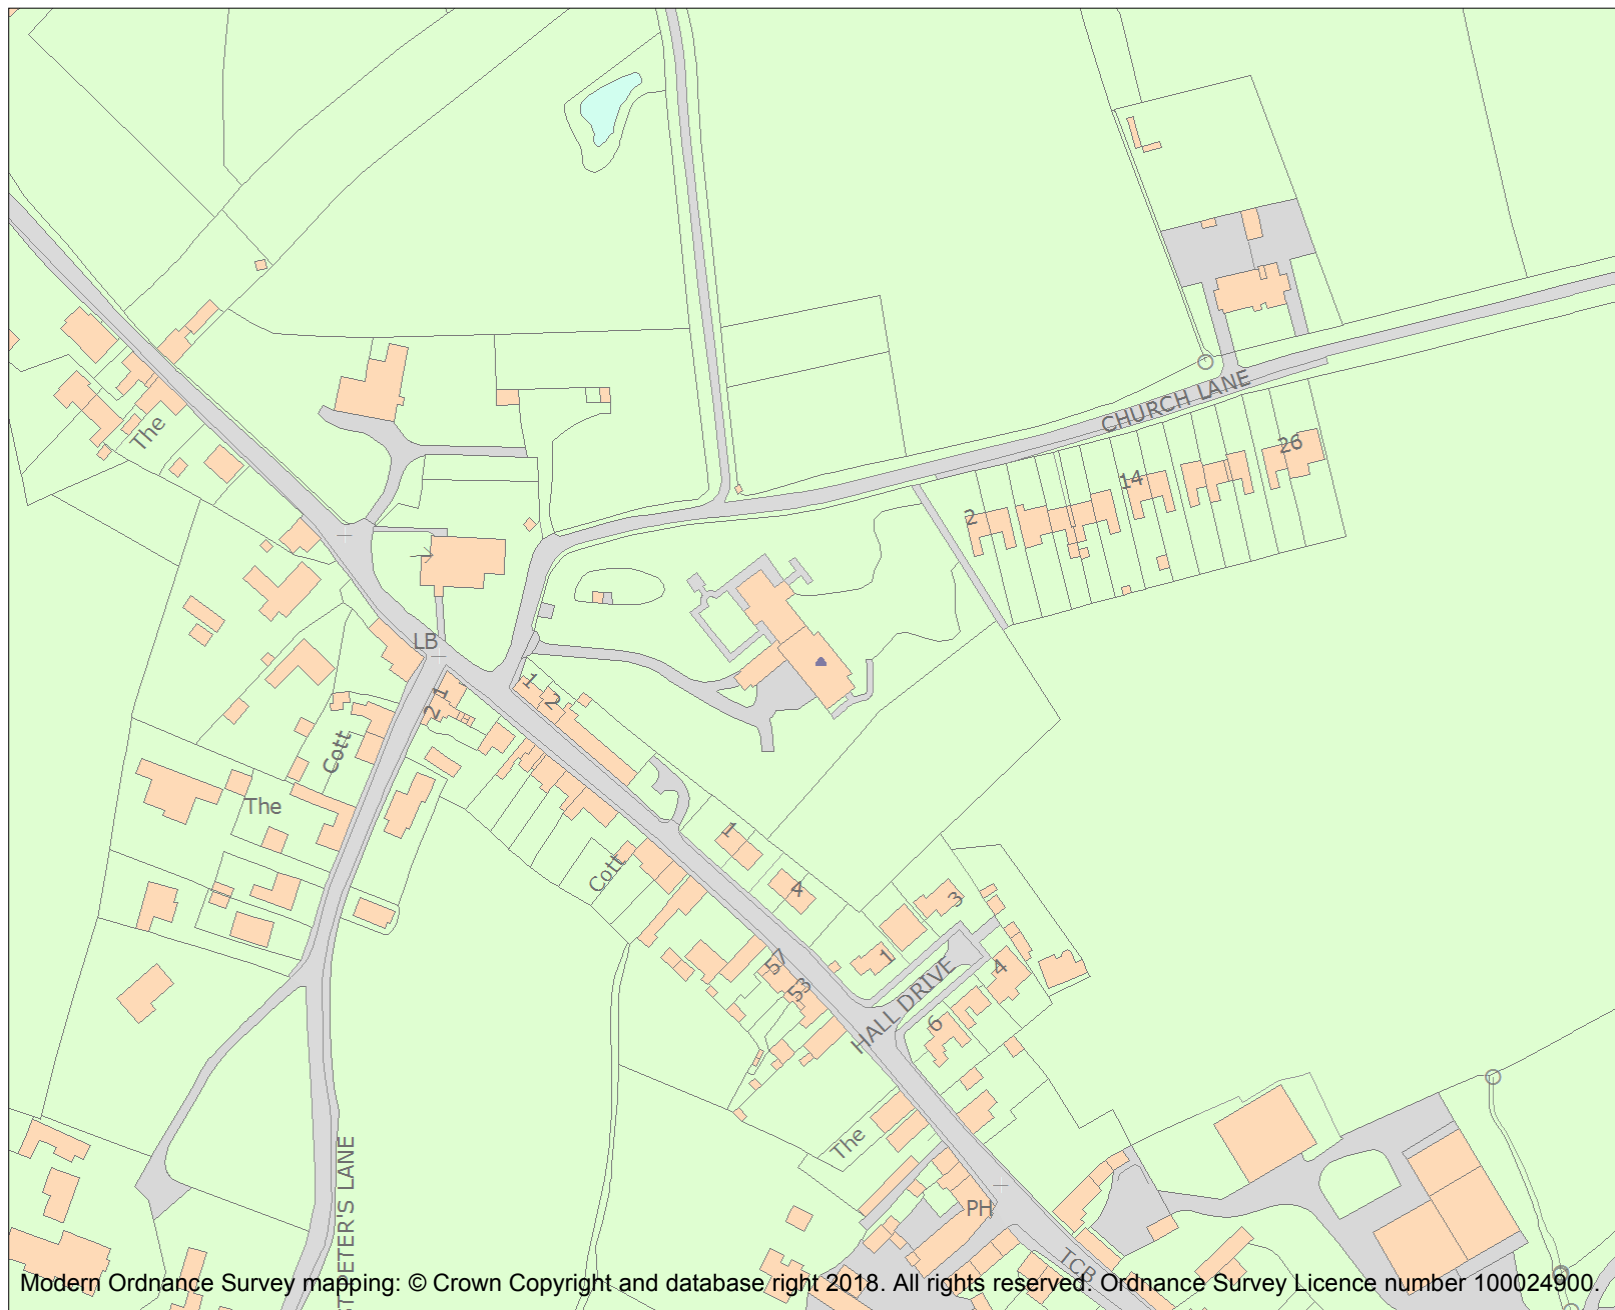 CHURCH LANE
26
14
2
The
LB
1
2
1
2
Cott
The
1
4
Cott
3
1
57
53
4
HALL DRIVE
6
The
PH
TCB
PETER'S LANE
Modern Ordnance Survey mapping: © Crown Copyright and database right 2018. All rights reserved. Ordnance Survey Licence number 100024900.